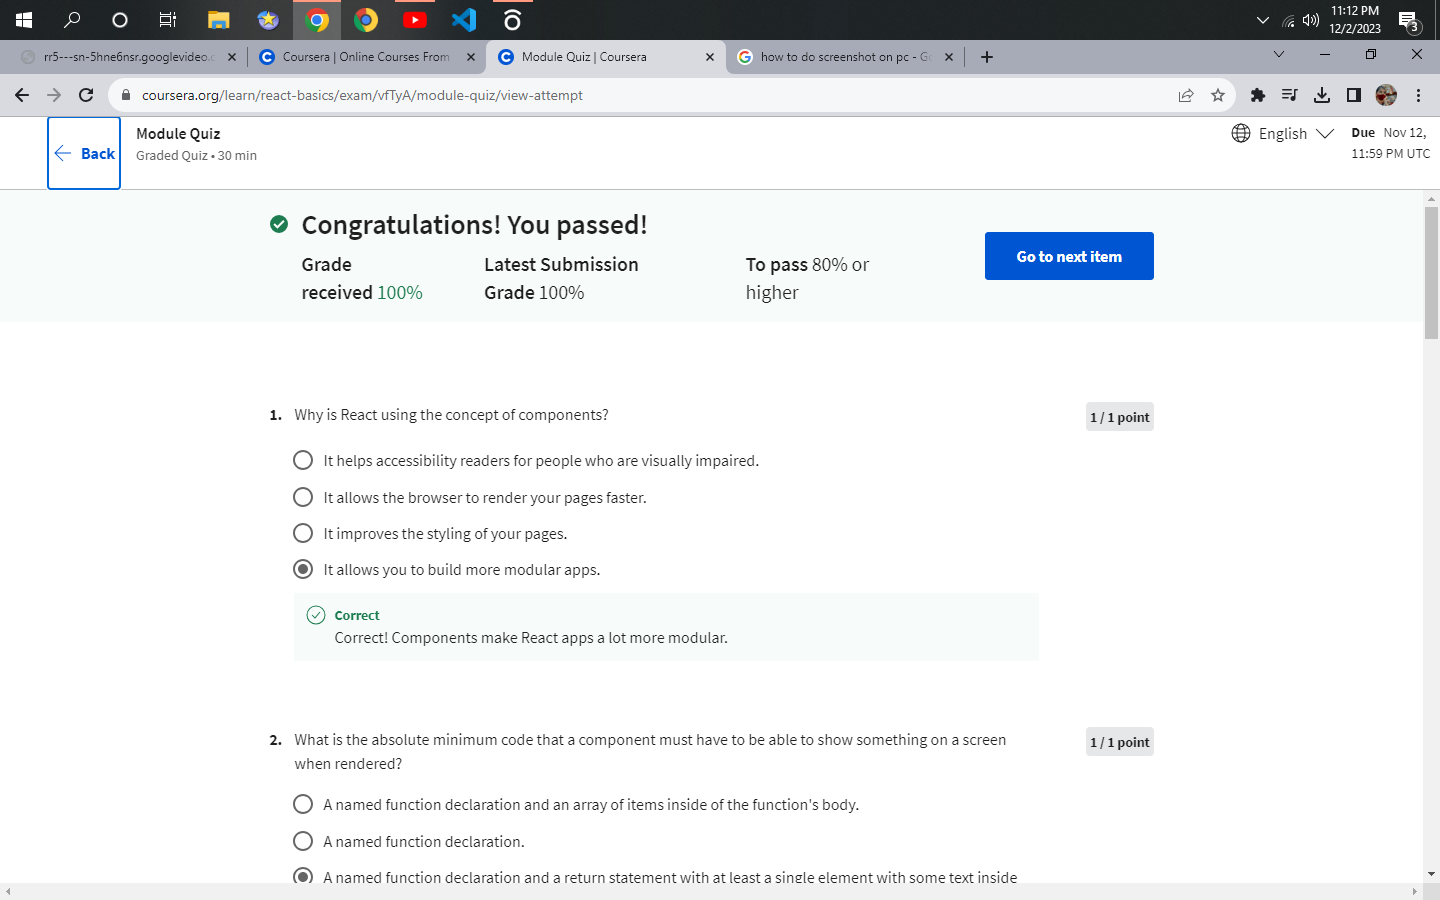 11:12 PM
12/2/2023
3
rr5---sn-5hne6nsr.googlevideo.c
Coursera | Online Courses From
Module Quiz | Coursera
how to do screenshot on pc - Go
coursera.org/learn/react-basics/exam/vfTyA/module-quiz/view-attempt
Back
Module Quiz
Graded Quiz • 30 min
English
Due Nov 12,
11:59 PM UTC
Congratulations! You passed!
Grade
received 100%
Latest Submission
Grade 100%
To pass 80% or
higher
Go to next item
1. Why is React using the concept of components?
1 / 1 point
It helps accessibility readers for people who are visually impaired.
It allows the browser to render your pages faster.
It improves the styling of your pages.
It allows you to build more modular apps.
Correct
Correct! Components make React apps a lot more modular.
2. What is the absolute minimum code that a component must have to be able to show something on a screen
when rendered?
1 / 1 point
A named function declaration and an array of items inside of the function's body.
A named function declaration.
A named function declaration and a return statement with at least a single element with some text inside